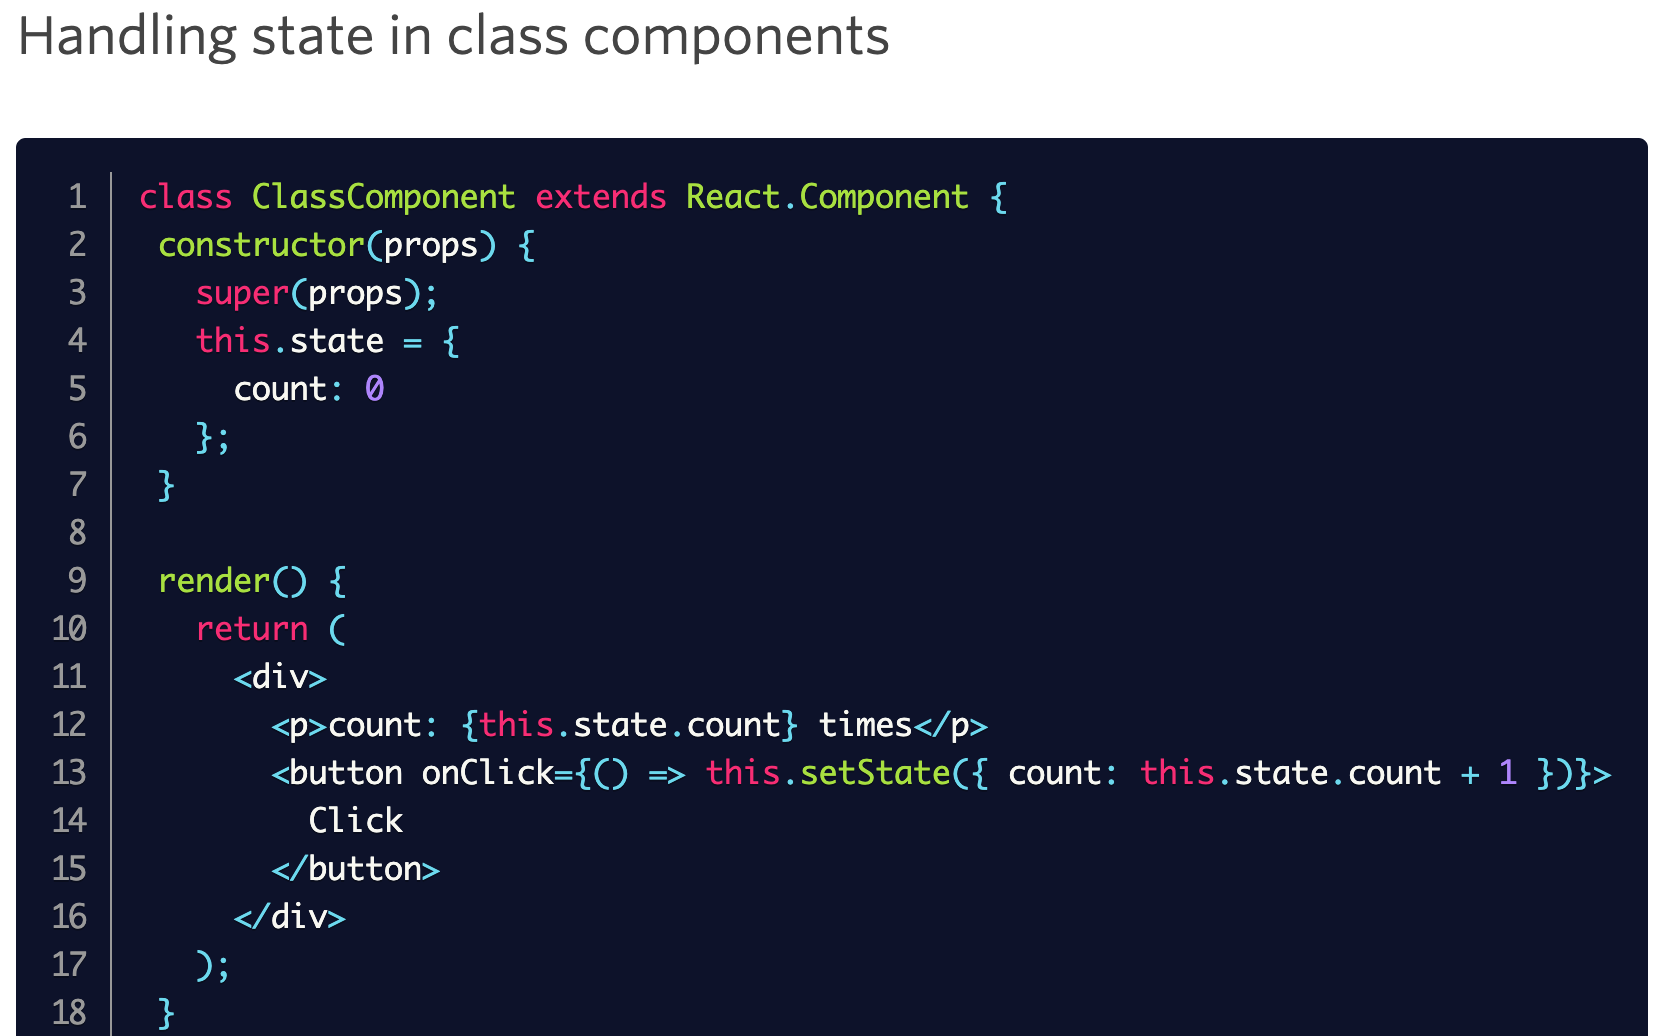 Handling state in class components
1 class ClassComponent extends React.Component {
2  constructor(props) {
3    super(props);
4    this.state = {
5      count: 0
6    };
7  }
8
9  render() {
10    return (
11      <div>
12        <p>count: {this.state.count} times</p>
13        <button onClick={() => this.setState({ count: this.state.count + 1 })}>
14          Click
15        </button>
16      </div>
17    );
18  }